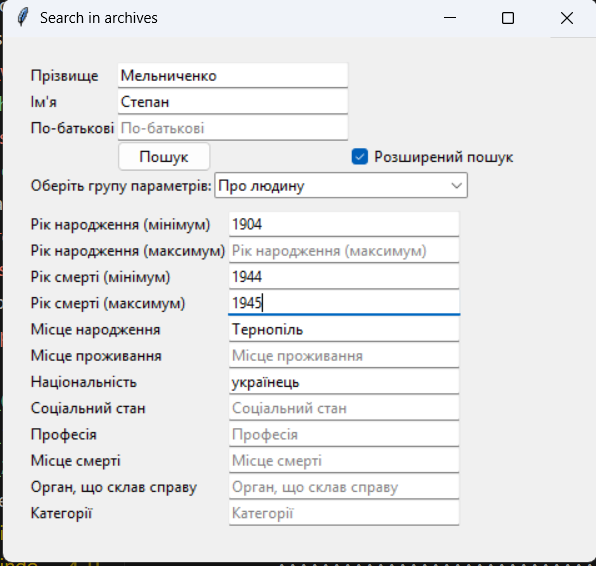 Search in archives
Прізвище Мельниченко
Ім'я Степан
По-батькові По-батькові
Пошук Розширений пошук
Оберіть групу параметрів: Про людину
Рік народження (мінімум) 1904
Рік народження (максимум) Рік народження (максимум)
Рік смерті (мінімум) 1944
Рік смерті (максимум) 1945
Місце народження Тернопіль
Місце проживання Місце проживання
Національність українець
Соціальний стан Соціальний стан
Професія Професія
Місце смерті Місце смерті
Орган, що склав справу Орган, що склав справу
Категорії Категорії